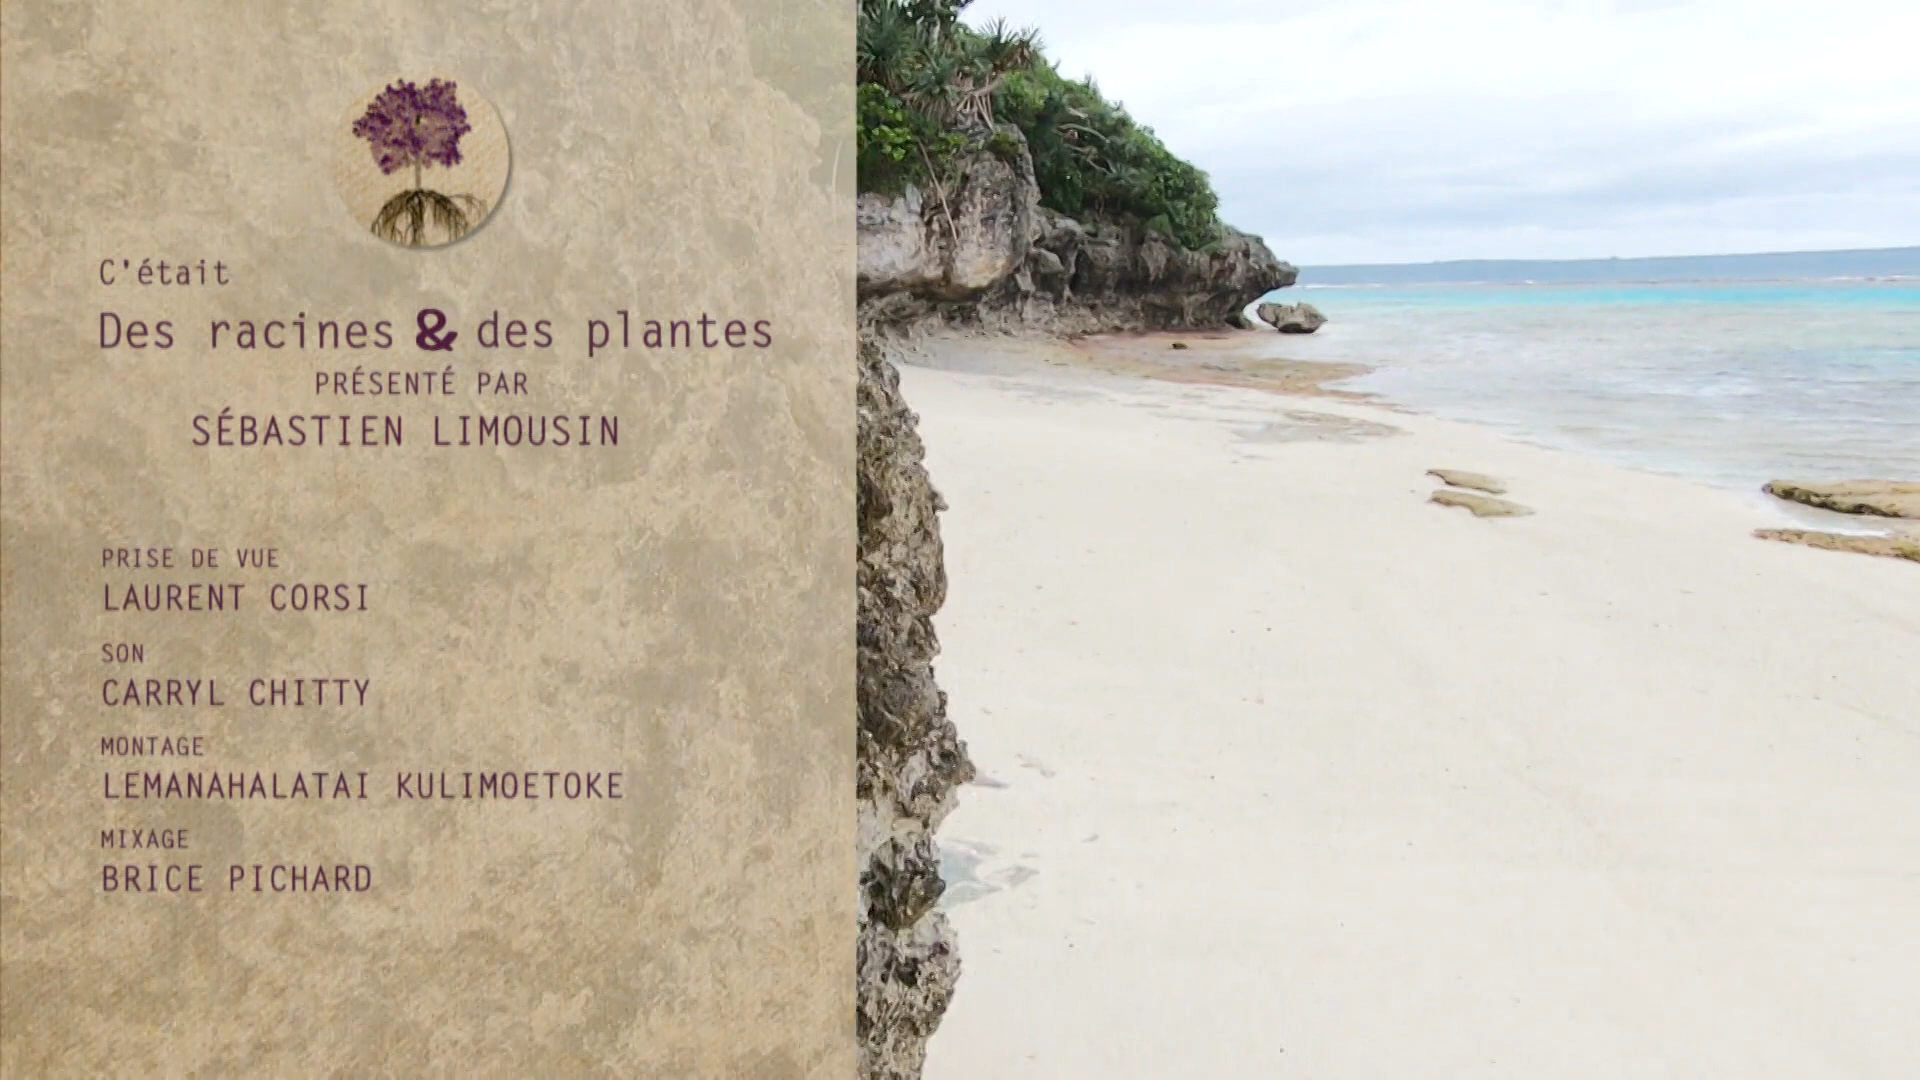 C'était
Des racines & des plantes
PRÉSENTÉ PAR
SÉBASTIEN LIMOUSIN
PRISE DE VUE
LAURENT CORSI
SON
CARRYL CHITTY
MONTAGE
LEMANAHALATAI KULIMOETOKE
MIXAGE
BRICE PICHARD